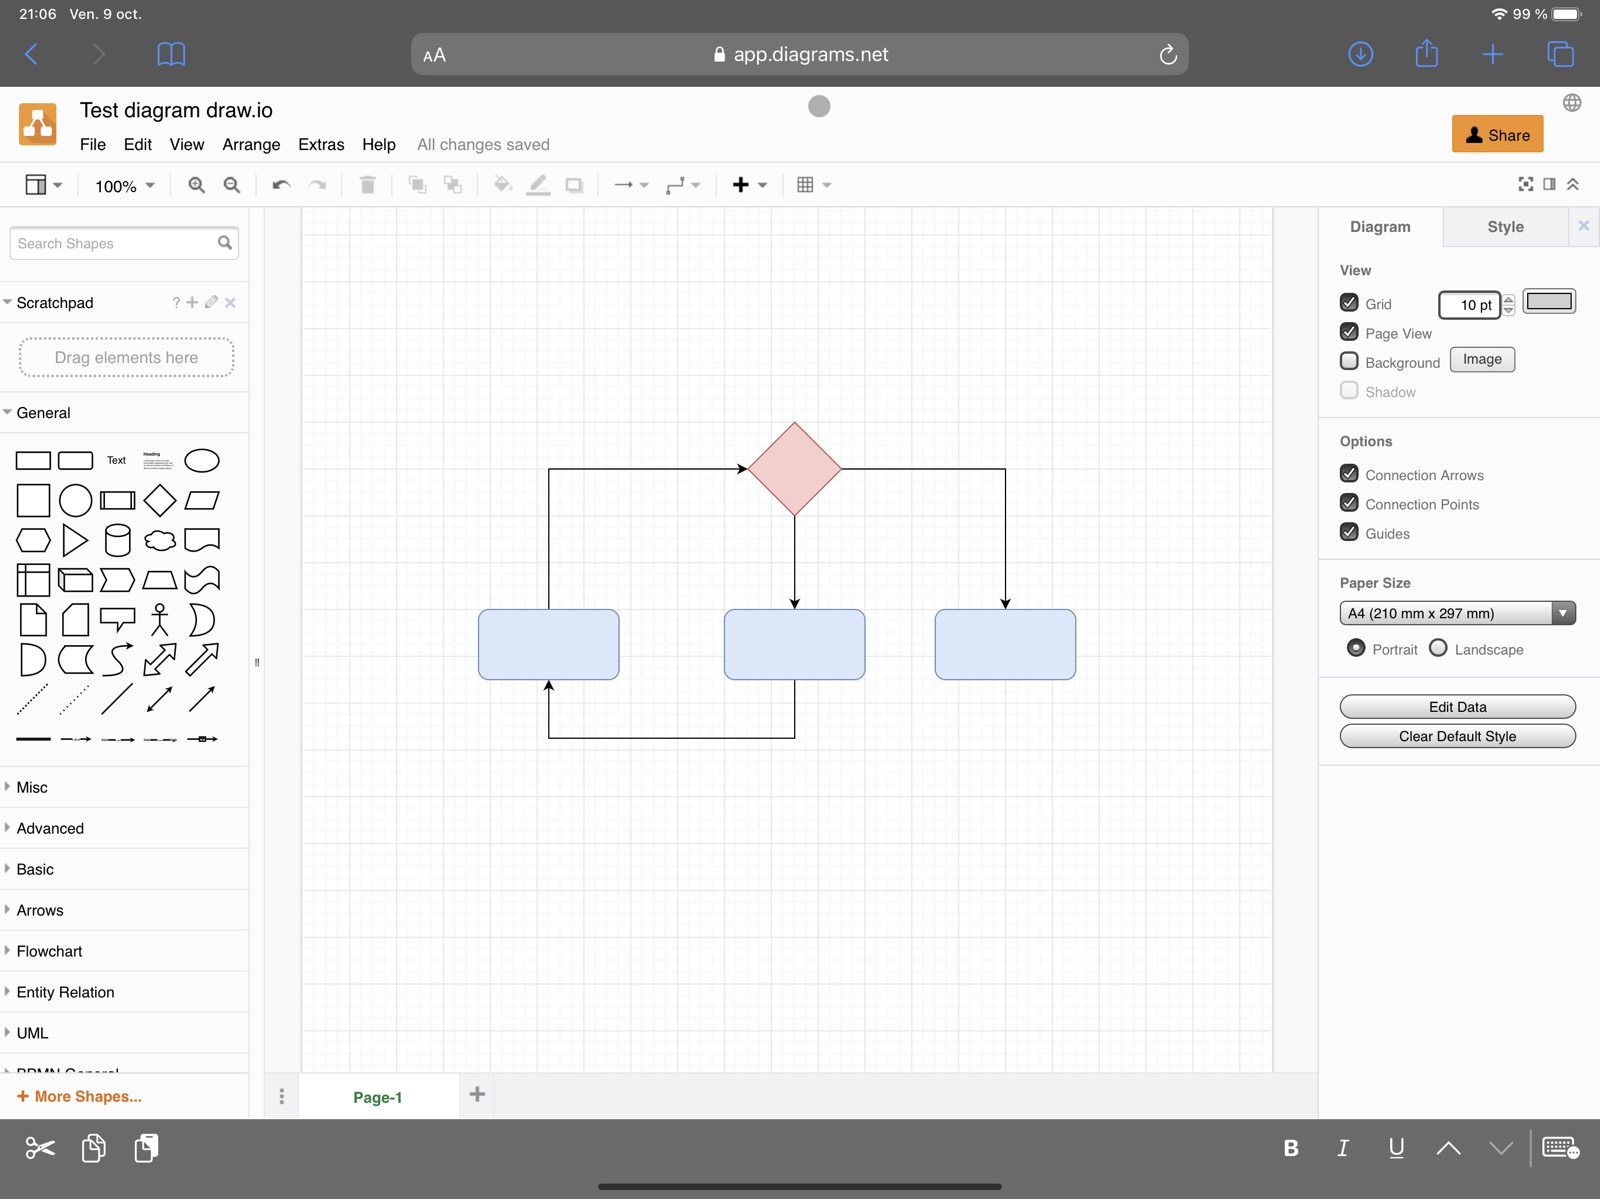 21:06 Ven. 9 oct.
99 %
AA
app.diagrams.net
Test diagram draw.io
File Edit View Arrange Extras Help All changes saved
Share
100%
Search Shapes
Scratchpad
?
Drag elements here
General
Text
Heading
Misc
Advanced
Basic
Arrows
Flowchart
Entity Relation
UML
+ More Shapes...
Page-1
Diagram
Style
View
Grid
10 pt
Page View
Background
Image
Shadow
Options
Connection Arrows
Connection Points
Guides
Paper Size
A4 (210 mm x 297 mm)
Portrait
Landscape
Edit Data
Clear Default Style
B I U